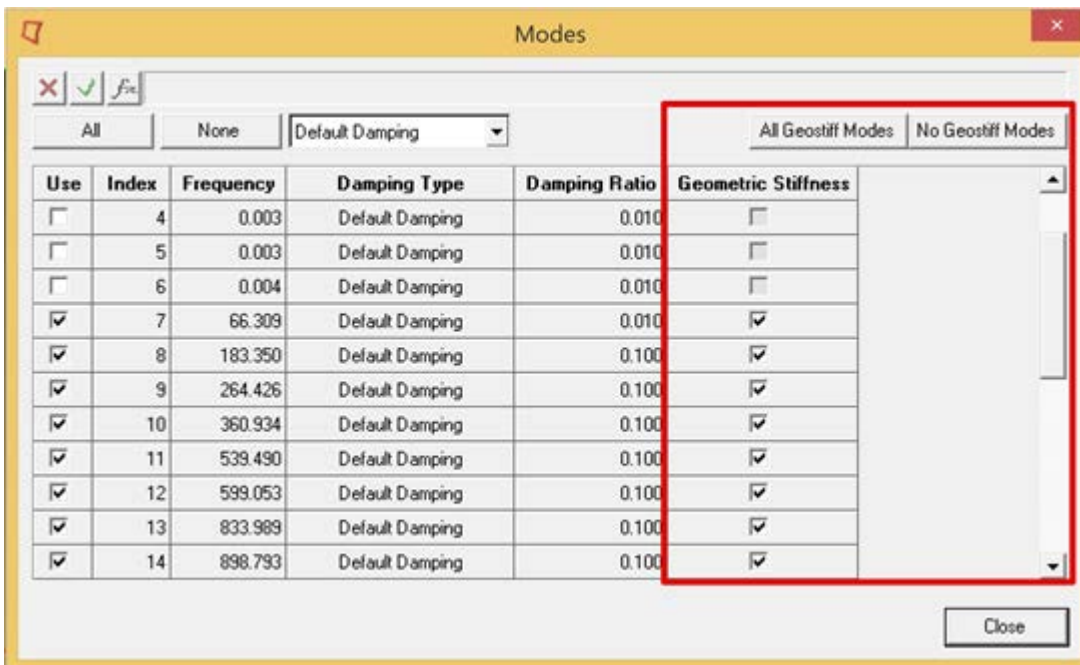 Modes
fx
All None Default Damping All Geostiff Modes No Geostiff Modes
Use Index Frequency Damping Type Damping Ratio Geometric Stiffness
4 0.003 Default Damping 0.010
5 0.003 Default Damping 0.010
6 0.004 Default Damping 0.010
7 66.309 Default Damping 0.010
8 183.350 Default Damping 0.100
9 264.426 Default Damping 0.100
10 360.934 Default Damping 0.100
11 539.490 Default Damping 0.100
12 599.053 Default Damping 0.100
13 833.989 Default Damping 0.100
14 898.793 Default Damping 0.100
Close